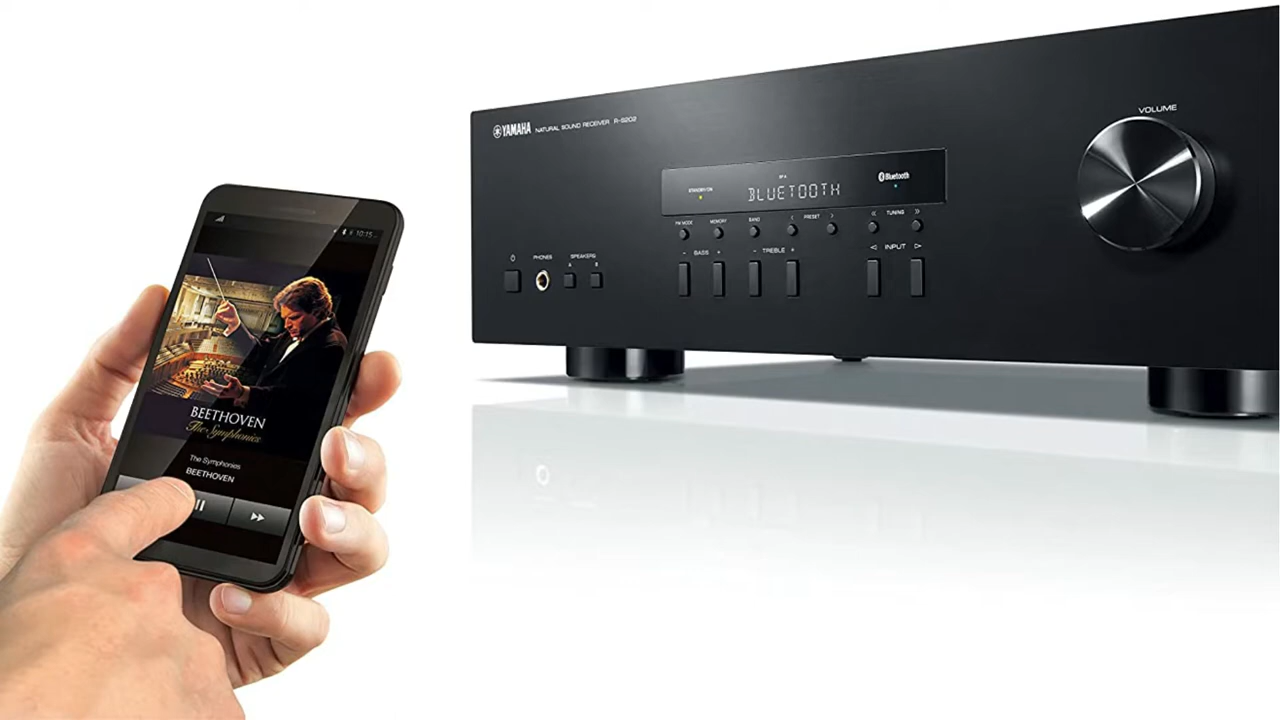 VOLUME
YAMAHA NATURAL SOUND RECEIVER R-S202
STANDBY/ON
Bluetooth
BLUETOOTH
FM MODE MEMORY BAND < PRESET > << TUNING >>
- BASS + - TREBLE + ◁ INPUT ▷
PHONES SPEAKERS
A B
10:15
BEETHOVEN
The Symphonies
The Symphonies
BEETHOVEN